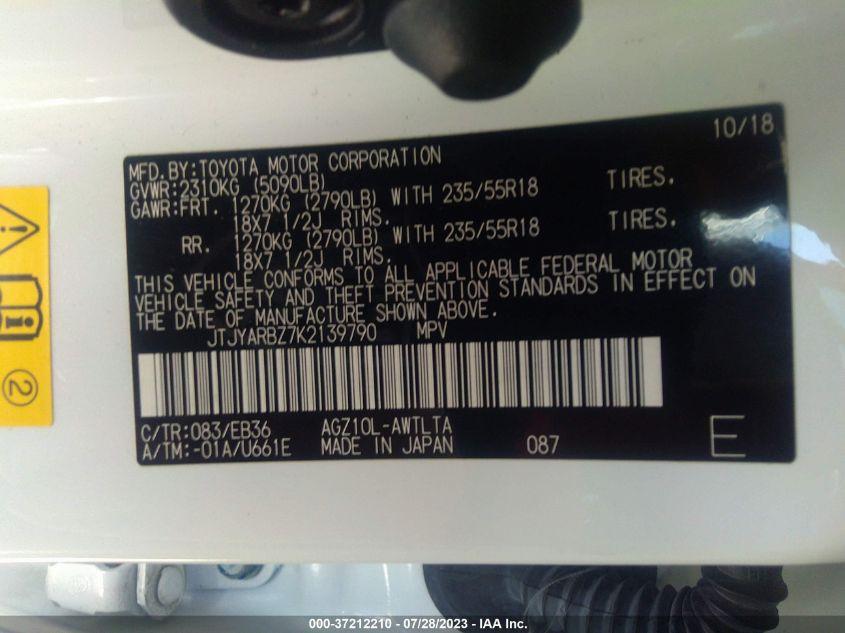 10/18
MFD.BY:TOYOTA MOTOR CORPORATION
GVWR:2310KG (5090LB)
GAWR:FRT. 1270KG (2790LB) WITH 235/55R18 TIRES.
18X7 1/2J RIMS.
RR. 1270KG (2790LB) WITH 235/55R18 TIRES.
18X7 1/2J RIMS.
THIS VEHICLE CONFORMS TO ALL APPLICABLE FEDERAL MOTOR
VEHICLE SAFETY AND THEFT PREVENTION STANDARDS IN EFFECT ON
THE DATE OF MANUFACTURE SHOWN ABOVE.
JTJYARBZ7K2139790 MPV
C/TR:083/EB36 AGZ10L-AWTLTA
A/TM:-01A/U661E MADE IN JAPAN 087 E
2
000-37212210 - 07/28/2023 - IAA Inc.